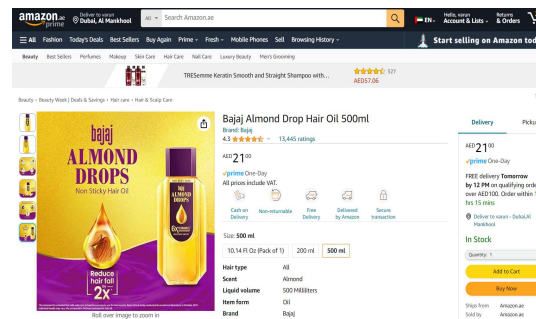 amazon.ae
prime
Deliver to varun
Dubai, Al Mankhool
All
Search Amazon.ae
EN
Hello, varun
Account & Lists
Returns
& Orders
All
Fashion
Today's Deals
Best Sellers
Buy Again
Prime
Fresh
Mobile Phones
Sell
Browsing History
Start selling on Amazon tod
Beauty
Best Sellers
Perfumes
Makeup
Skin Care
Hair Care
Nail Care
Luxury Beauty
Men's Grooming
TRESemme Keratin Smooth and Straight Shampoo with...
527
AED57.06
Beauty › Beauty Week | Deals & Savings › Hair care › Hair & Scalp Care
bajaj
ALMOND
DROPS
Non Sticky Hair Oil
bajaj
ALMOND
DROPS
6X
Reduce
hair fall
2X
Roll over image to zoom in
Bajaj Almond Drop Hair Oil 500ml
Brand: Bajaj
4.3
13,445 ratings
AED 21 00
prime One-Day
All prices include VAT.
Cash on
Delivery
Non-returnable
Free
Delivery
Delivered
by Amazon
Secure
transaction
Size: 500 ml
10.14 Fl Oz (Pack of 1)
200 ml
500 ml
Hair type All
Scent Almond
Liquid volume 500 Milliliters
Item form Oil
Brand Bajaj
Delivery
Picku
AED 21 00
prime One-Day
FREE delivery Tomorrow
by 12 PM on qualifying orde
over AED100. Order within
hrs 15 mins
Deliver to varun - Dubai,Al
Mankhool
In Stock
Quantity: 1
Add to Cart
Buy Now
Ships from Amazon.ae
Sold by Amazon.ae